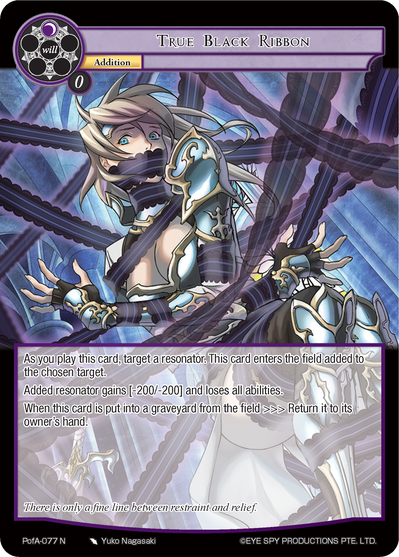 TRUE BLACK RIBBON
will
Addition
0
As you play this card, target a resonator. This card enters the field added to
the chosen target.
Added resonator gains [-200/-200] and loses all abilities.
When this card is put into a graveyard from the field >>> Return it to its
owner's hand.
There is only a fine line between restraint and relief.
PofA-077 N Yuko Nagasaki ©EYE SPY PRODUCTIONS PTE. LTD.